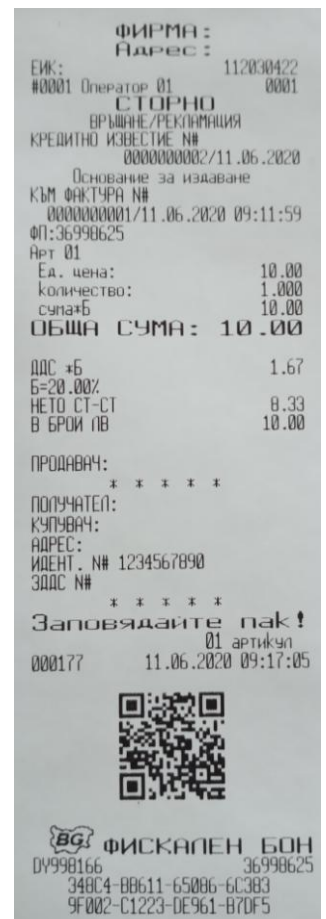 ФИРМА:
Адрес:
ЕИК: 112030422
#0001 Оператор 01 0001
СТОРНО
ВРЪЩАНЕ/РЕКЛАМАЦИЯ
КРЕДИТНО ИЗВЕСТИЕ N#
0000000002/11.06.2020
Основание за издаване
КЪМ ФАКТУРА N#
0000000001/11.06.2020 09:11:59
ФП:36998625
Арт 01
Ед. цена: 10.00
количество: 1.000
сума*Б 10.00
ОБЩА СУМА: 10.00
ДДС *Б 1.67
Б=20.00%
НЕТО СТ-СТ 8.33
В БРОЙ ЛВ 10.00
ПРОДАВАЧ:
* * * * *
ПОЛУЧАТЕЛ:
КУПУВАЧ:
АДРЕС:
ИДЕНТ. N# 1234567890
ЗДДС N#
* * * * *
Заповядайте пак!
01 артикул
000177 11.06.2020 09:17:05
BG ФИСКАЛЕН БОН
DY998166 36998625
348C4-BB611-65086-6C383
9F002-C1223-DE961-B7DF5